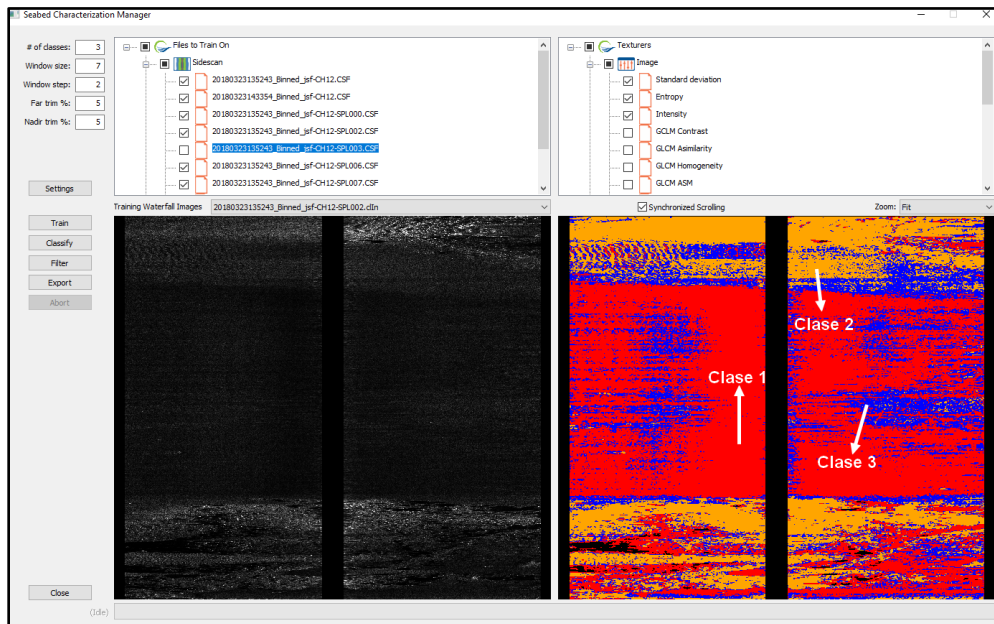 Seabed Characterization Manager
# of classes: 3
Window size: 7
Window step: 2
Far trim %: 5
Nadir trim %: 5
Settings
Train
Classify
Filter
Export
Abort
Close
(Idle)
Files to Train On
Sidescan
20180323135243_Binned_jsf-CH12.CSF
20180323143354_Binned_jsf-CH12.CSF
20180323135243_Binned_jsf-CH12-SPL000.CSF
20180323135243_Binned_jsf-CH12-SPL002.CSF
20180323135243_Binned_jsf-CH12-SPL003.CSF
20180323135243_Binned_jsf-CH12-SPL006.CSF
20180323135243_Binned_jsf-CH12-SPL007.CSF
Texturers
Image
Standard deviation
Entropy
Intensity
GCLM Contrast
GLCM Asimilarity
GLCM Homogeneity
GLCM ASM
Training Waterfall Images 20180323135243_Binned_jsf-CH12-SPL002.clIn
Synchronized Scrolling
Zoom: Fit
Clase 2
Clase 1
Clase 3